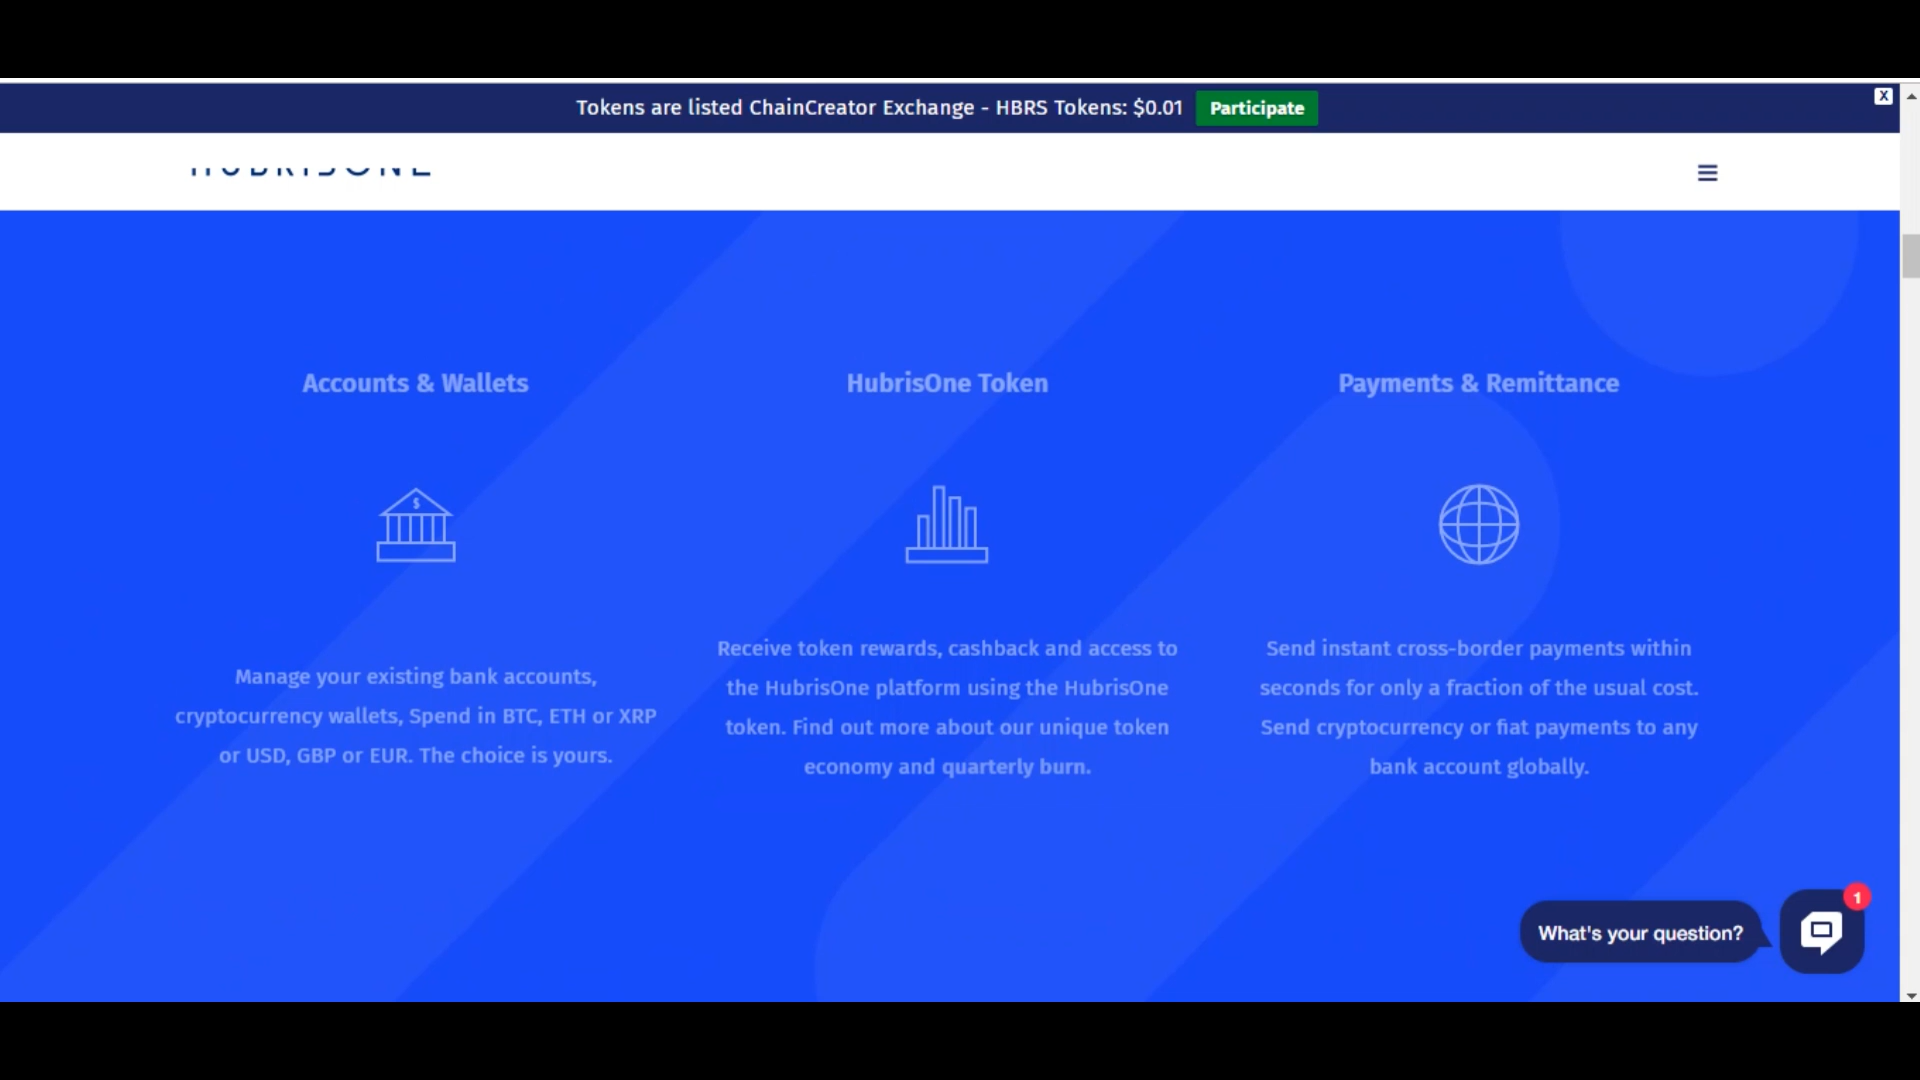 Tokens are listed ChainCreator Exchange - HBRS Tokens: $0.01 Participate
X
HUBRISONE
Accounts & Wallets
HubrisOne Token
Payments & Remittance
$
Manage your existing bank accounts,
cryptocurrency wallets, Spend in BTC, ETH or XRP
or USD, GBP or EUR. The choice is yours.
Receive token rewards, cashback and access to
the HubrisOne platform using the HubrisOne
token. Find out more about our unique token
economy and quarterly burn.
Send instant cross-border payments within
seconds for only a fraction of the usual cost.
Send cryptocurrency or fiat payments to any
bank account globally.
What's your question?
1